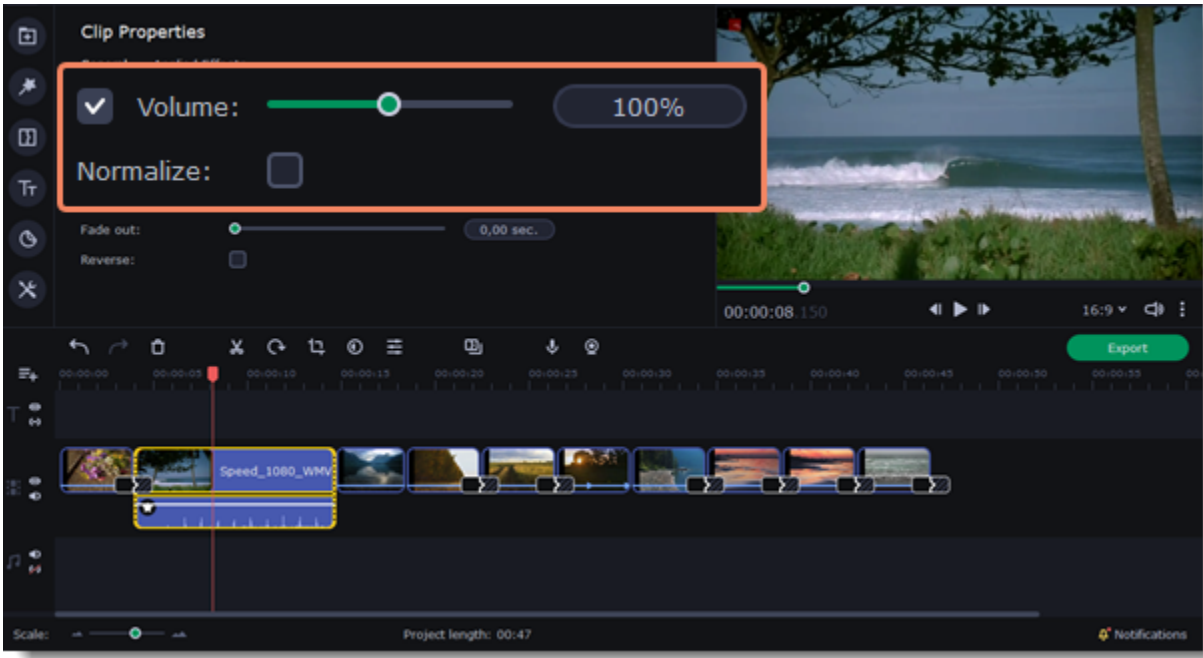 Clip Properties
Volume: 100%
Normalize:
Fade out: 0,00 sec.
Reverse:
00:00:08.150
16:9
Export
00:00:00 00:00:05 00:00:10 00:00:15 00:00:20 00:00:25 00:00:30 00:00:35 00:00:40 00:00:45 00:00:50 00:00:55
Speed_1080_WMV
Scale: Project length: 00:47 Notifications